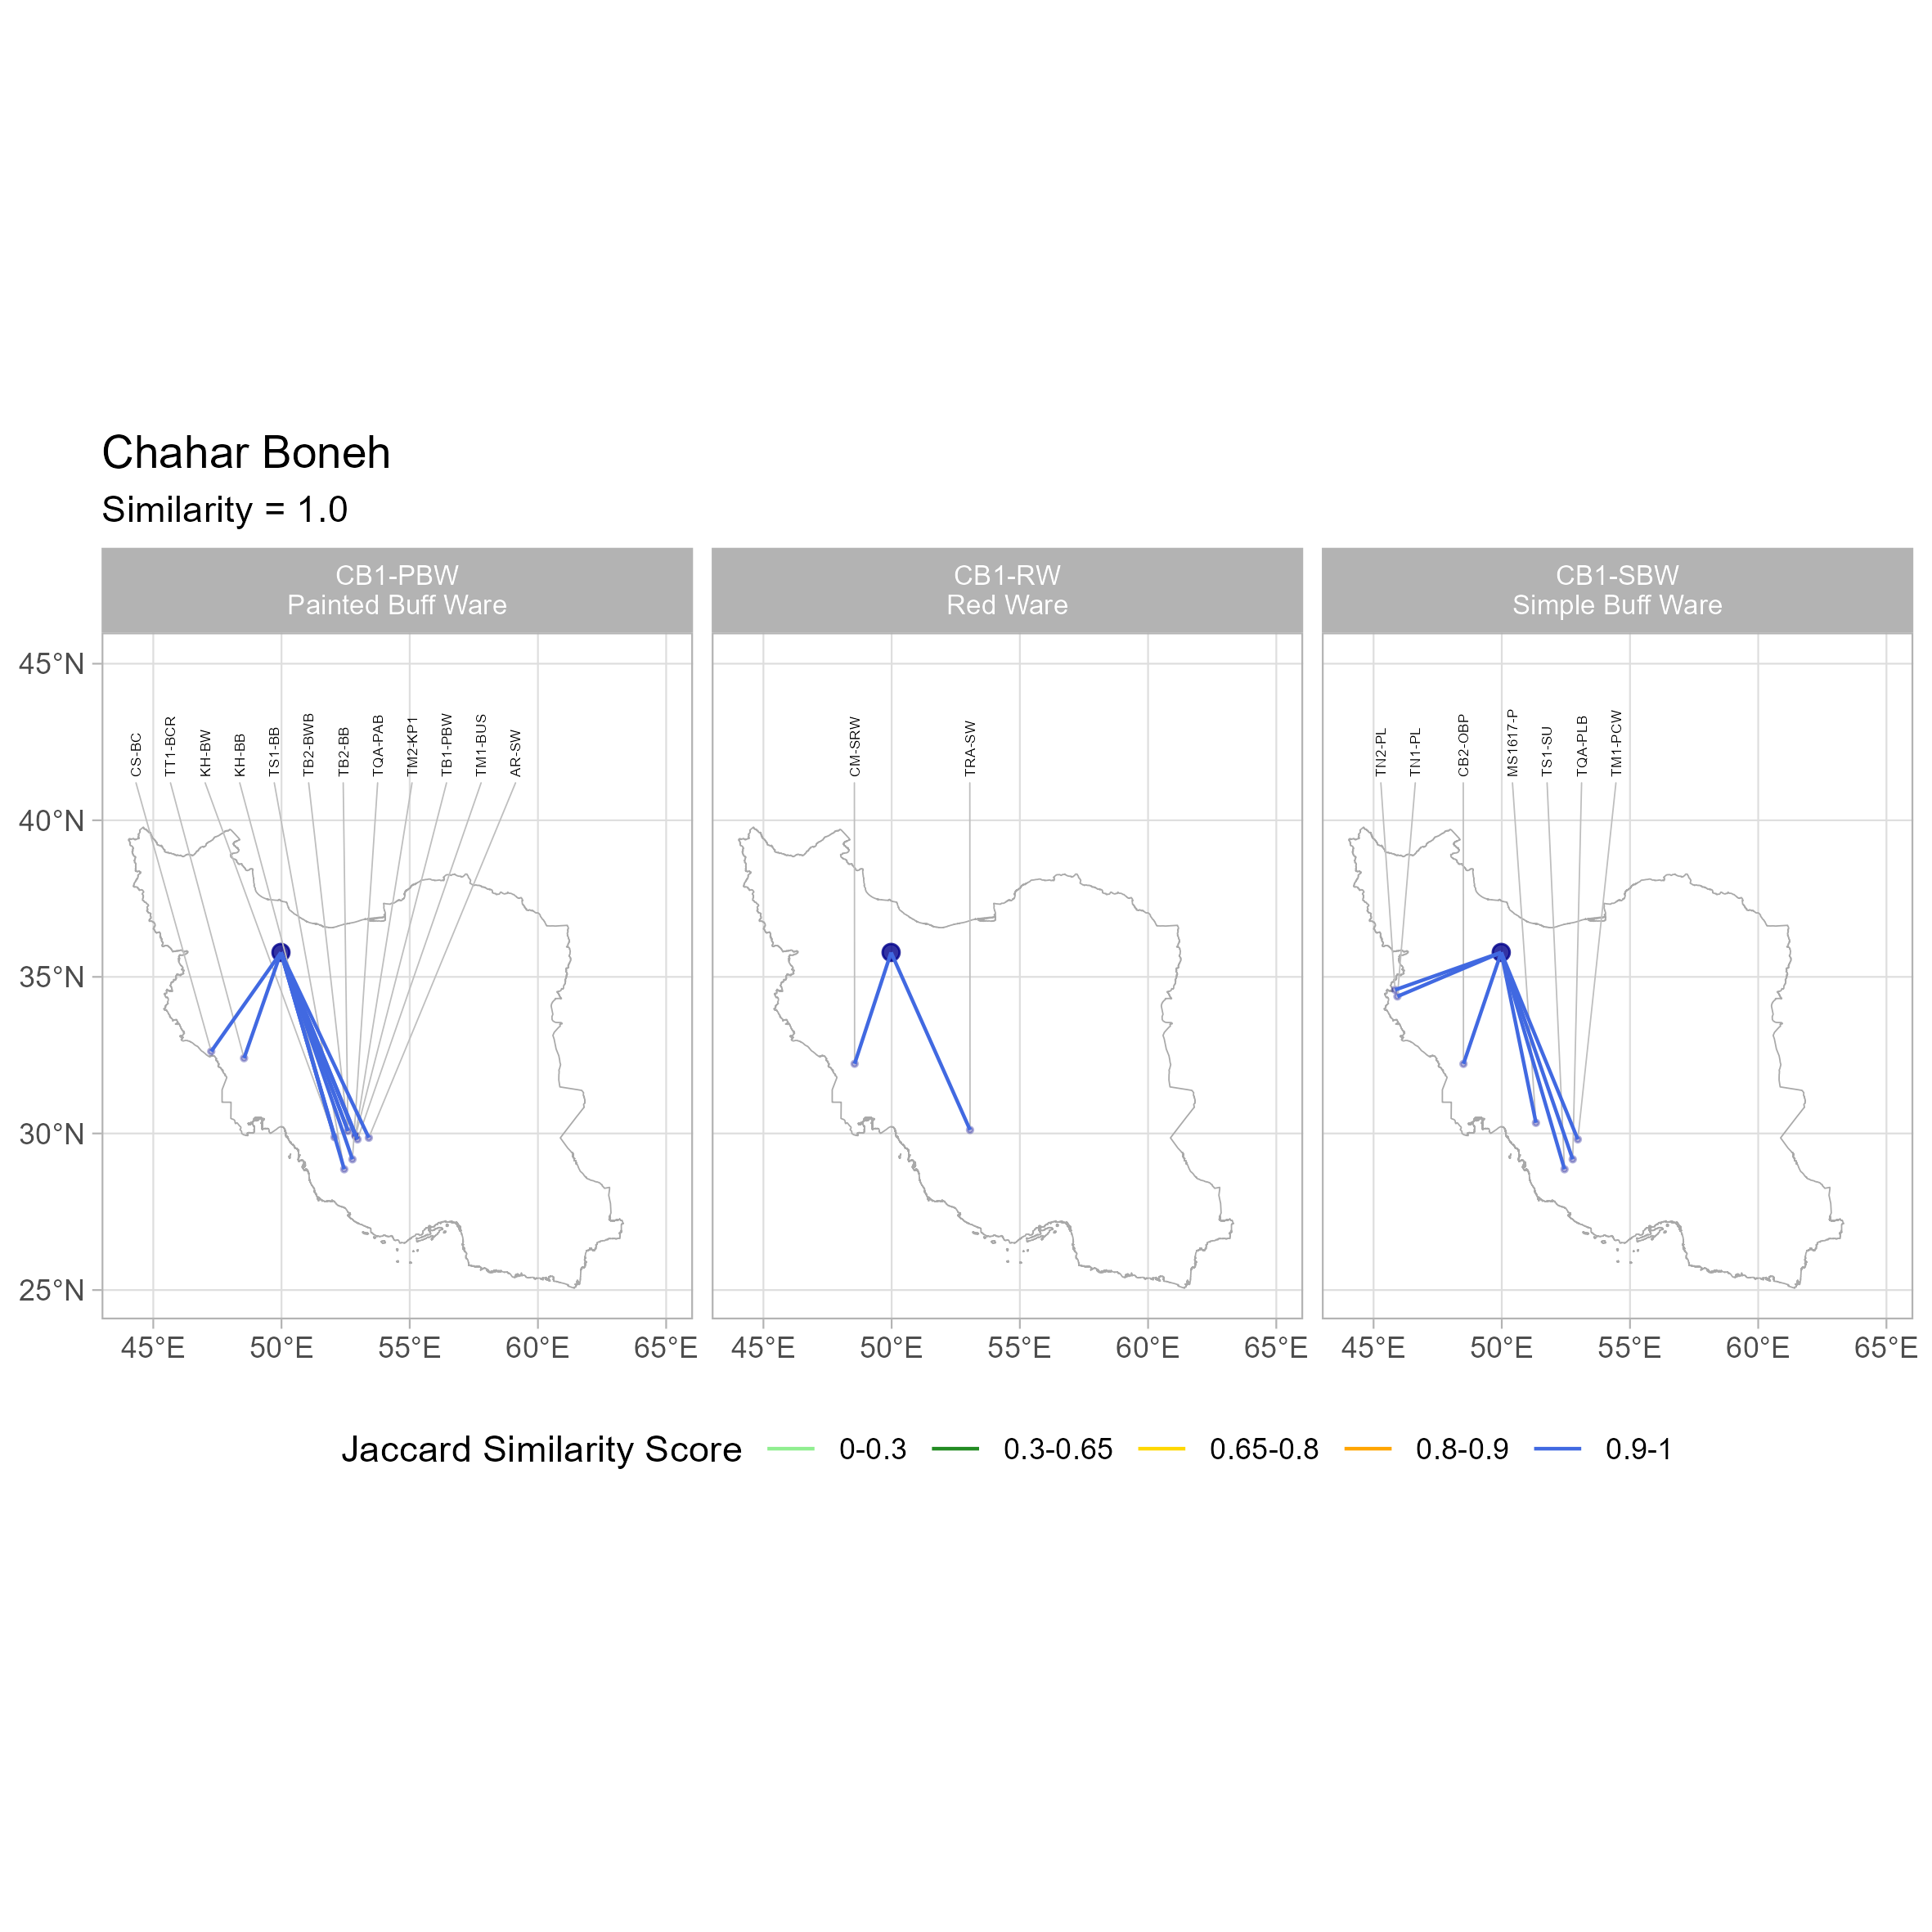 Chahar Boneh
Similarity = 1.0
CB1-PBW
Painted Buff Ware
CB1-RW
Red Ware
CB1-SBW
Simple Buff Ware
45°N
40°N
35°N
30°N
25°N
CS-BC
TT1-BCR
KH-BW
KH-BB
TS1-BB
TB2-BWB
TB2-BB
TQA-PAB
TM2-KP1
TB1-PBW
TM1-BUS
AR-SW
CM-SRW
TRA-SW
TN2-PL
TN1-PL
CB2-OBP
MS1617-P
TS1-SU
TQA-PLB
TM1-PCW
45°E 50°E 55°E 60°E 65°E
45°E 50°E 55°E 60°E 65°E
45°E 50°E 55°E 60°E 65°E
Jaccard Similarity Score 0-0.3 0.3-0.65 0.65-0.8 0.8-0.9 0.9-1